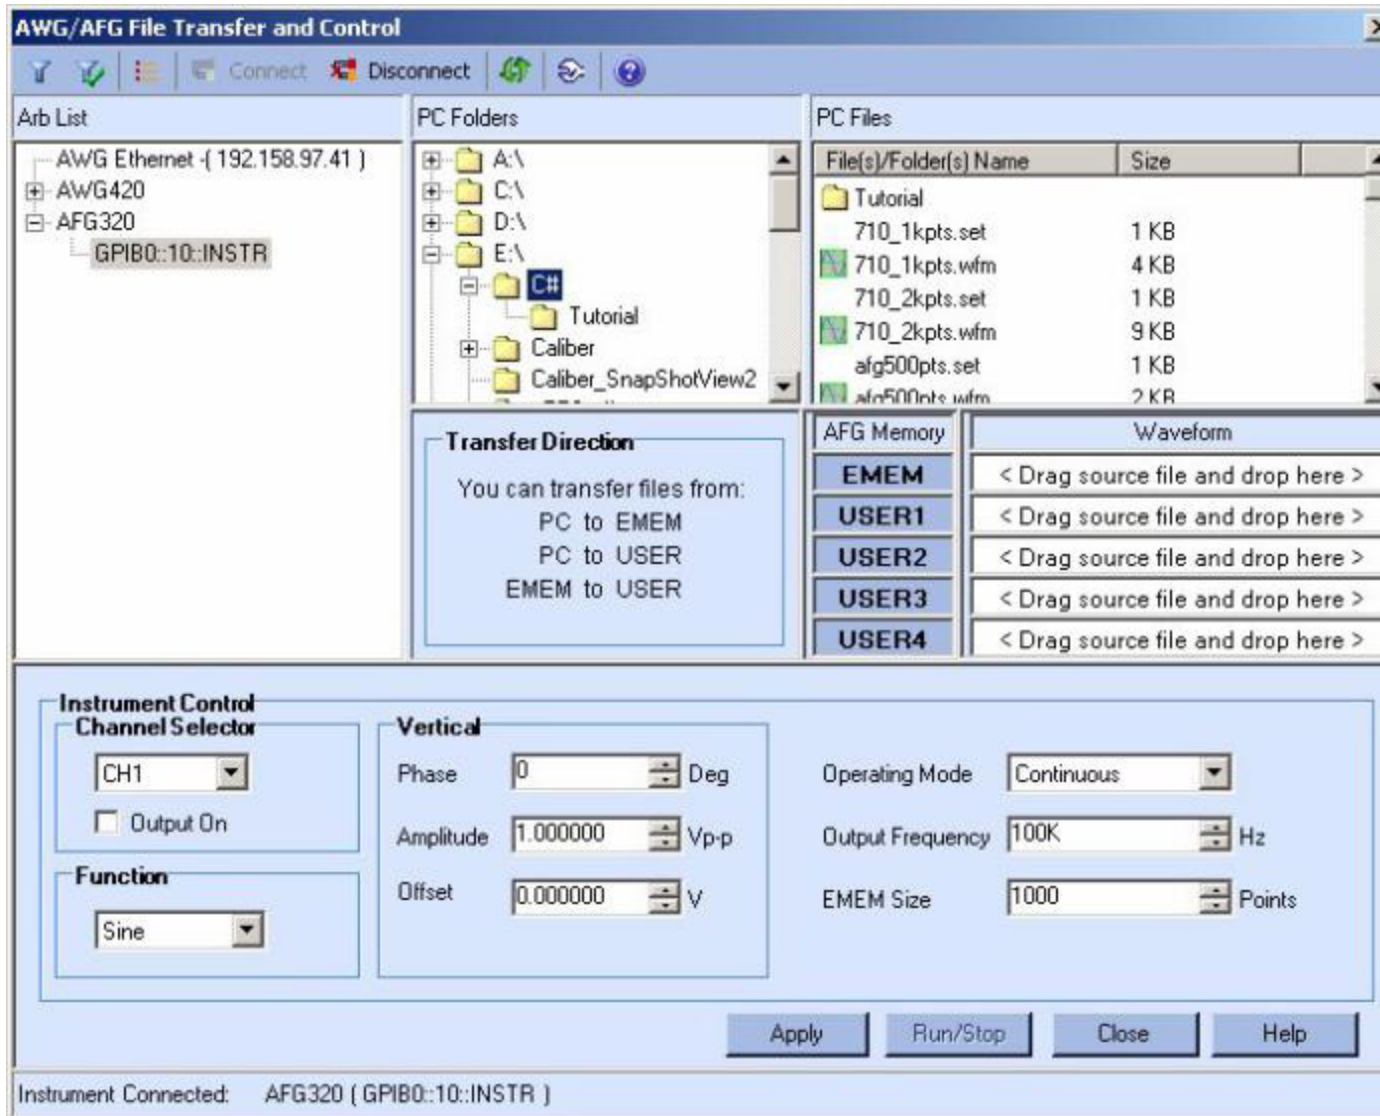 AWG/AFG File Transfer and Control
Connect Disconnect
Arb List
AWG Ethernet -( 192.158.97.41 )
AWG420
AFG320
GPIB0::10::INSTR
PC Folders
A:\
C:\
D:\
E:\
C#
Tutorial
Caliber
Caliber_SnapShotView2
PC Files
File(s)/Folder(s) Name Size
Tutorial
710_1kpts.set 1 KB
710_1kpts.wfm 4 KB
710_2kpts.set 1 KB
710_2kpts.wfm 9 KB
afg500pts.set 1 KB
afg500pts.wfm 2 KB
Transfer Direction
You can transfer files from:
PC to EMEM
PC to USER
EMEM to USER
AFG Memory Waveform
EMEM < Drag source file and drop here >
USER1 < Drag source file and drop here >
USER2 < Drag source file and drop here >
USER3 < Drag source file and drop here >
USER4 < Drag source file and drop here >
Instrument Control
Channel Selector
CH1
Output On
Function
Sine
Vertical
Phase 0 Deg
Amplitude 1.000000 Vp-p
Offset 0.000000 V
Operating Mode Continuous
Output Frequency 100K Hz
EMEM Size 1000 Points
Apply Run/Stop Close Help
Instrument Connected: AFG320 ( GPIB0::10::INSTR )